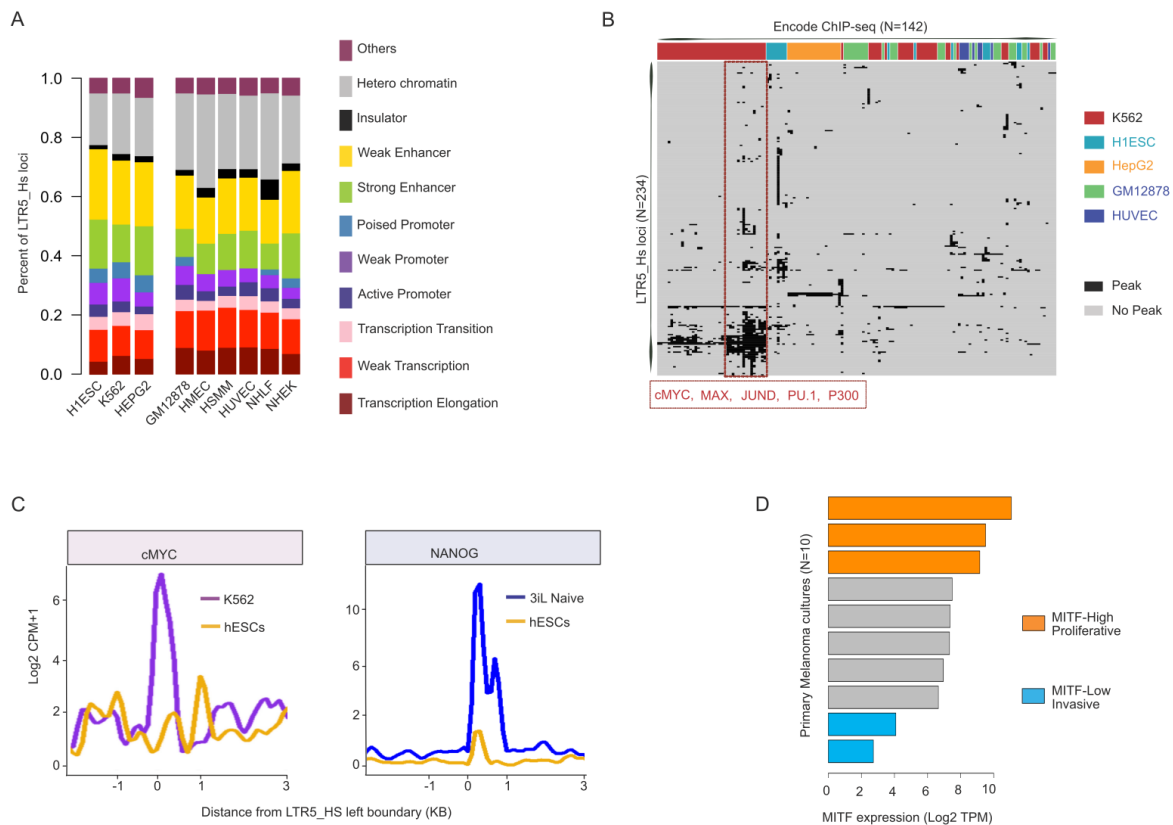 A
Percent of LTR5_Hs loci
1.0
0.8
0.6
0.4
0.2
0.0
H1ESC
K562
HEPG2
GM12878
HMEC
HSMM
HUVEC
NHLF
NHEK
Others
Hetero chromatin
Insulator
Weak Enhancer
Strong Enhancer
Poised Promoter
Weak Promoter
Active Promoter
Transcription Transition
Weak Transcription
Transcription Elongation
B
Encode ChIP-seq (N=142)
LTR5_Hs loci (N=234)
K562
H1ESC
HepG2
GM12878
HUVEC
Peak
No Peak
cMYC, MAX, JUND, PU.1, P300
C
cMYC
Log2 CPM+1
6
4
2
0
K562
hESCs
-1 0 1 3
NANOG
10
6
2
0
3iL Naive
hESCs
-1 0 1 3
Distance from LTR5_HS left boundary (KB)
D
Primary Melanoma cultures (N=10)
0 2 4 6 8 10
MITF expression (Log2 TPM)
MITF-High
Proliferative
MITF-Low
Invasive